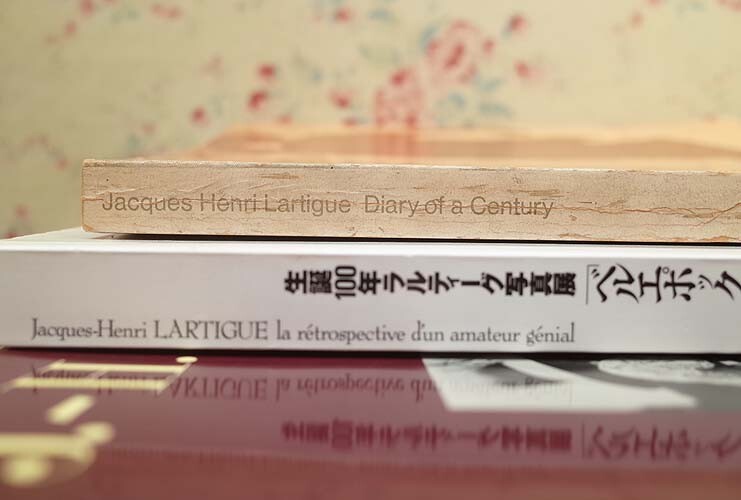 Jacques Henri Lartigue Diary of a Century
生誕100年ラルティーグ写真展「ベルエポック
Jacques-Henri LARTIGUE la rétrospective d'un amateur génial